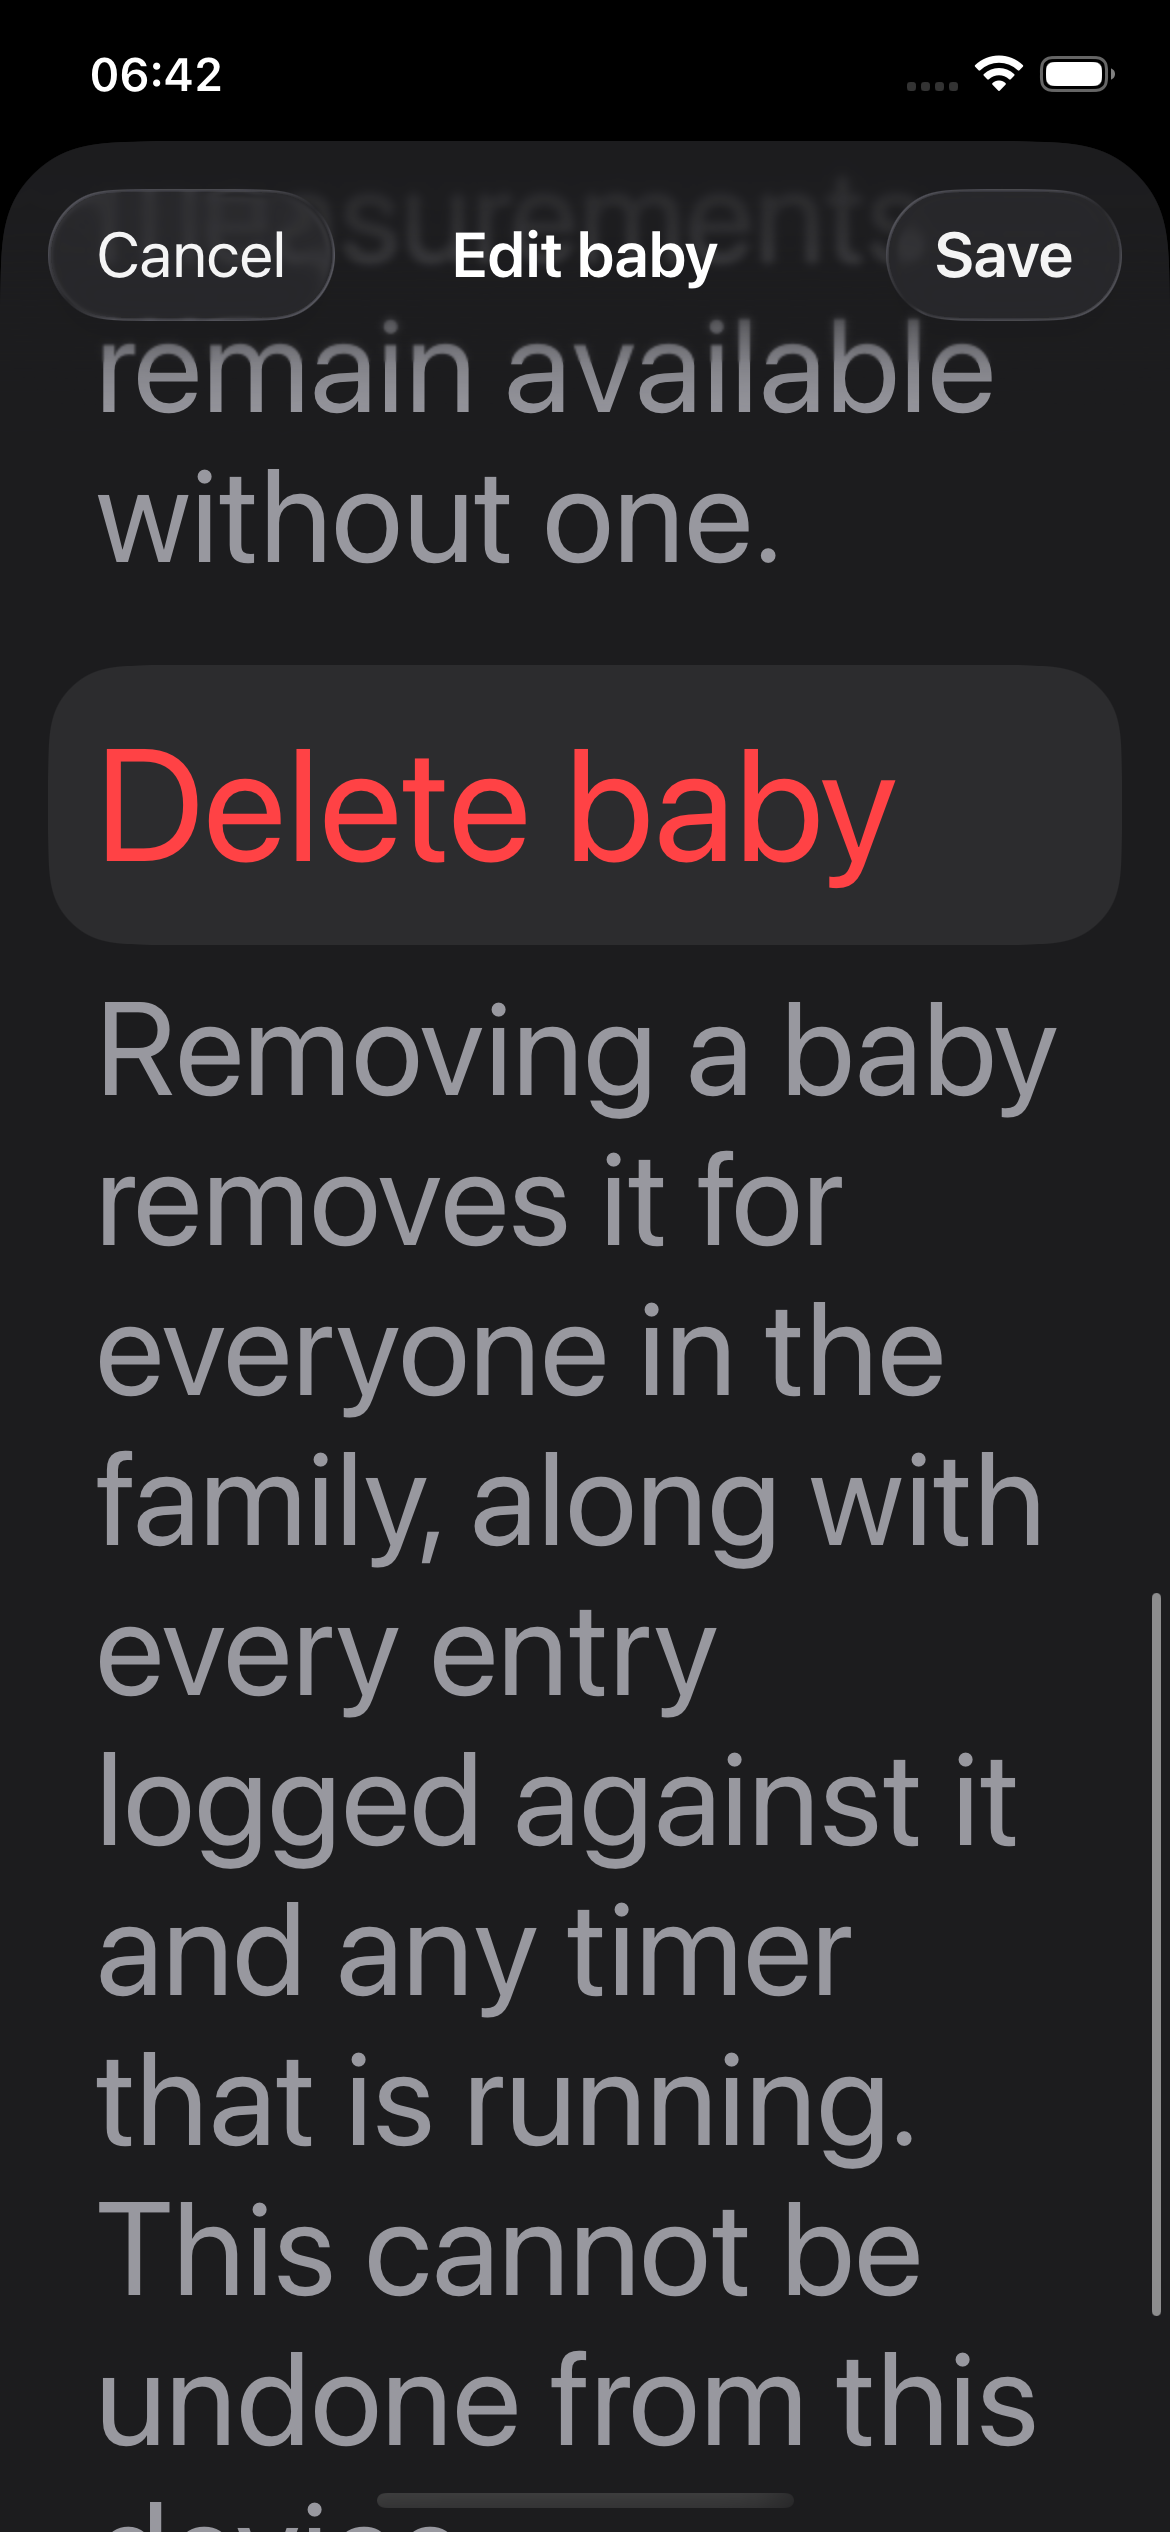 06:42
Cancel
Edit baby
Save
remain available
without one.
Delete baby
Removing a baby
removes it for
everyone in the
family, along with
every entry
logged against it
and any timer
that is running.
This cannot be
undone from this